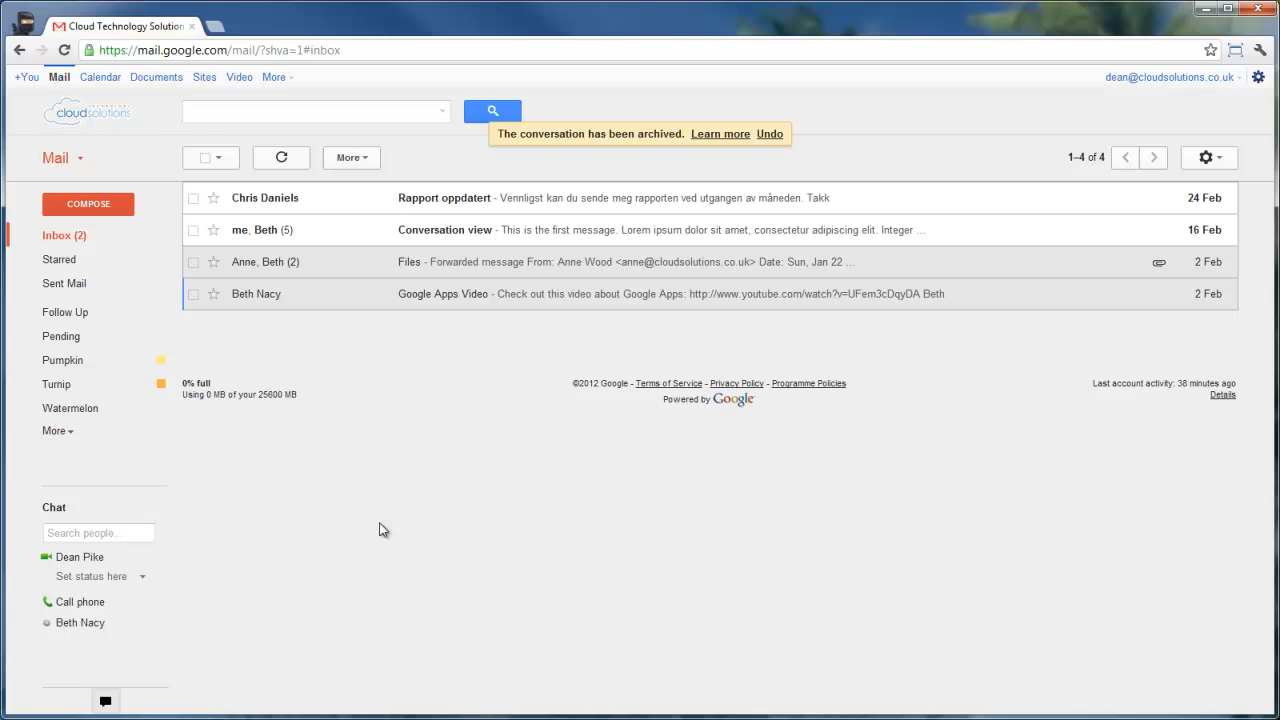 Cloud Technology Solution
https://mail.google.com/mail/?shva=1#inbox
+You Mail Calendar Documents Sites Video More
dean@cloudsolutions.co.uk
cloudsolutions
The conversation has been archived. Learn more Undo
Mail
More
1–4 of 4
COMPOSE
Inbox (2)
Starred
Sent Mail
Follow Up
Pending
Pumpkin
Turnip
Watermelon
More
Chris Daniels Rapport oppdatert - Vennligst kan du sende meg rapporten ved utgangen av måneden. Takk 24 Feb
me, Beth (5) Conversation view - This is the first message. Lorem ipsum dolor sit amet, consectetur adipiscing elit. Integer ... 16 Feb
Anne, Beth (2) Files - Forwarded message From: Anne Wood <anne@cloudsolutions.co.uk> Date: Sun, Jan 22 ... 2 Feb
Beth Nacy Google Apps Video - Check out this video about Google Apps: http://www.youtube.com/watch?v=UFem3cDqyDA Beth 2 Feb
0% full
Using 0 MB of your 25600 MB
©2012 Google - Terms of Service - Privacy Policy - Programme Policies
Powered by Google
Last account activity: 38 minutes ago
Details
Chat
Search people...
Dean Pike
Set status here
Call phone
Beth Nacy